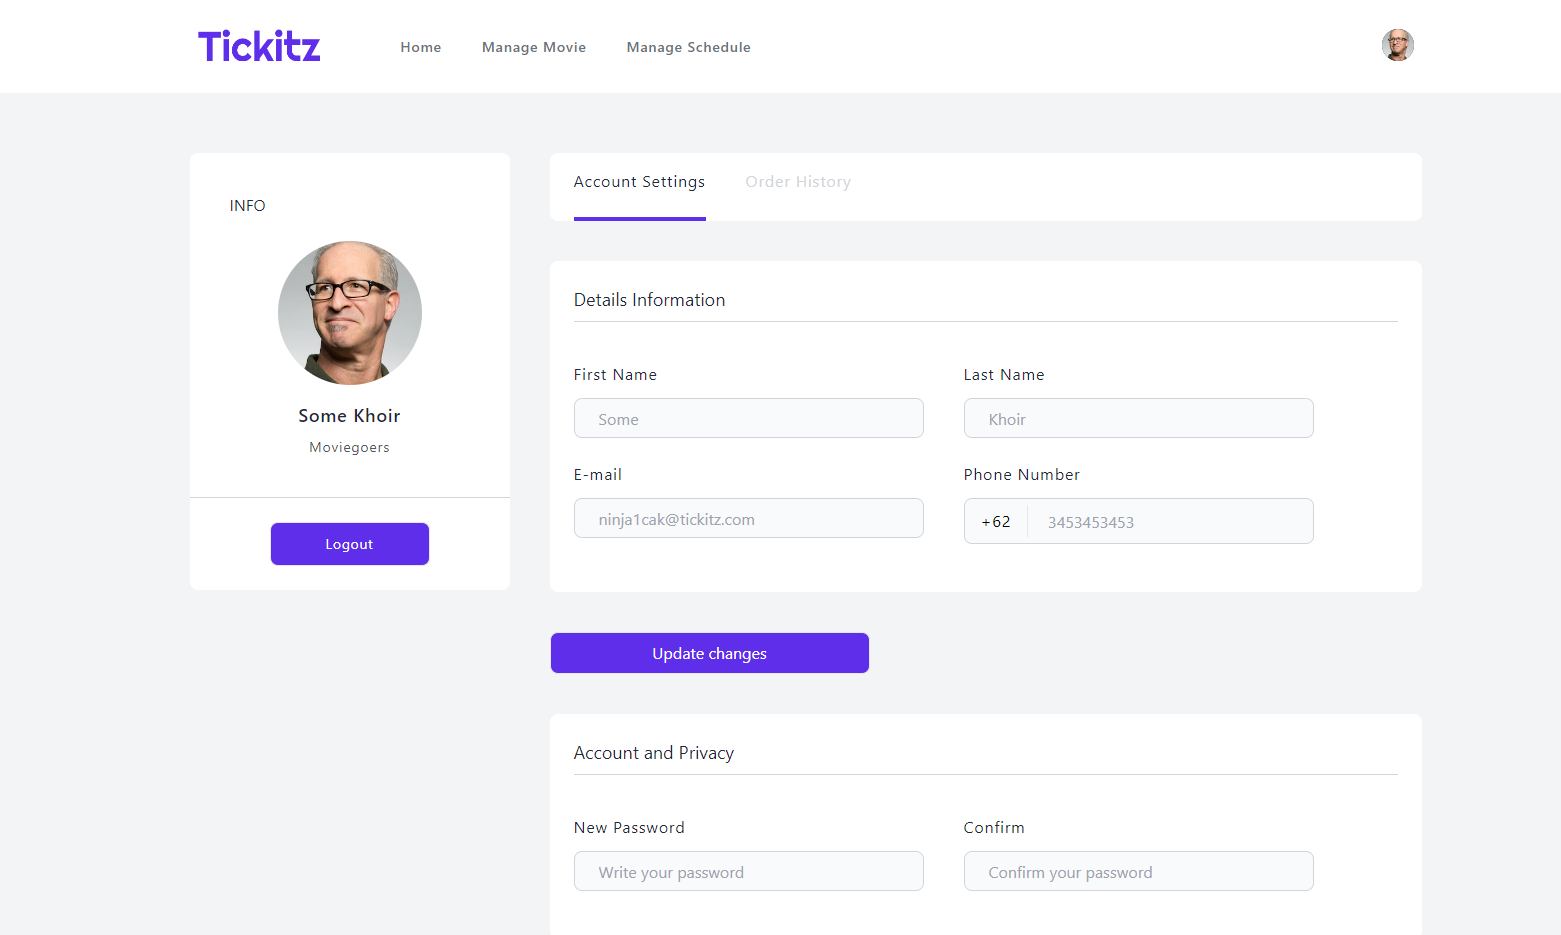 Tickitz
Home Manage Movie Manage Schedule
INFO
Some Khoir
Moviegoers
Logout
Account Settings Order History
Details Information
First Name Last Name
Some Khoir
E-mail Phone Number
ninja1cak@tickitz.com +62 3453453453
Update changes
Account and Privacy
New Password Confirm
Write your password Confirm your password